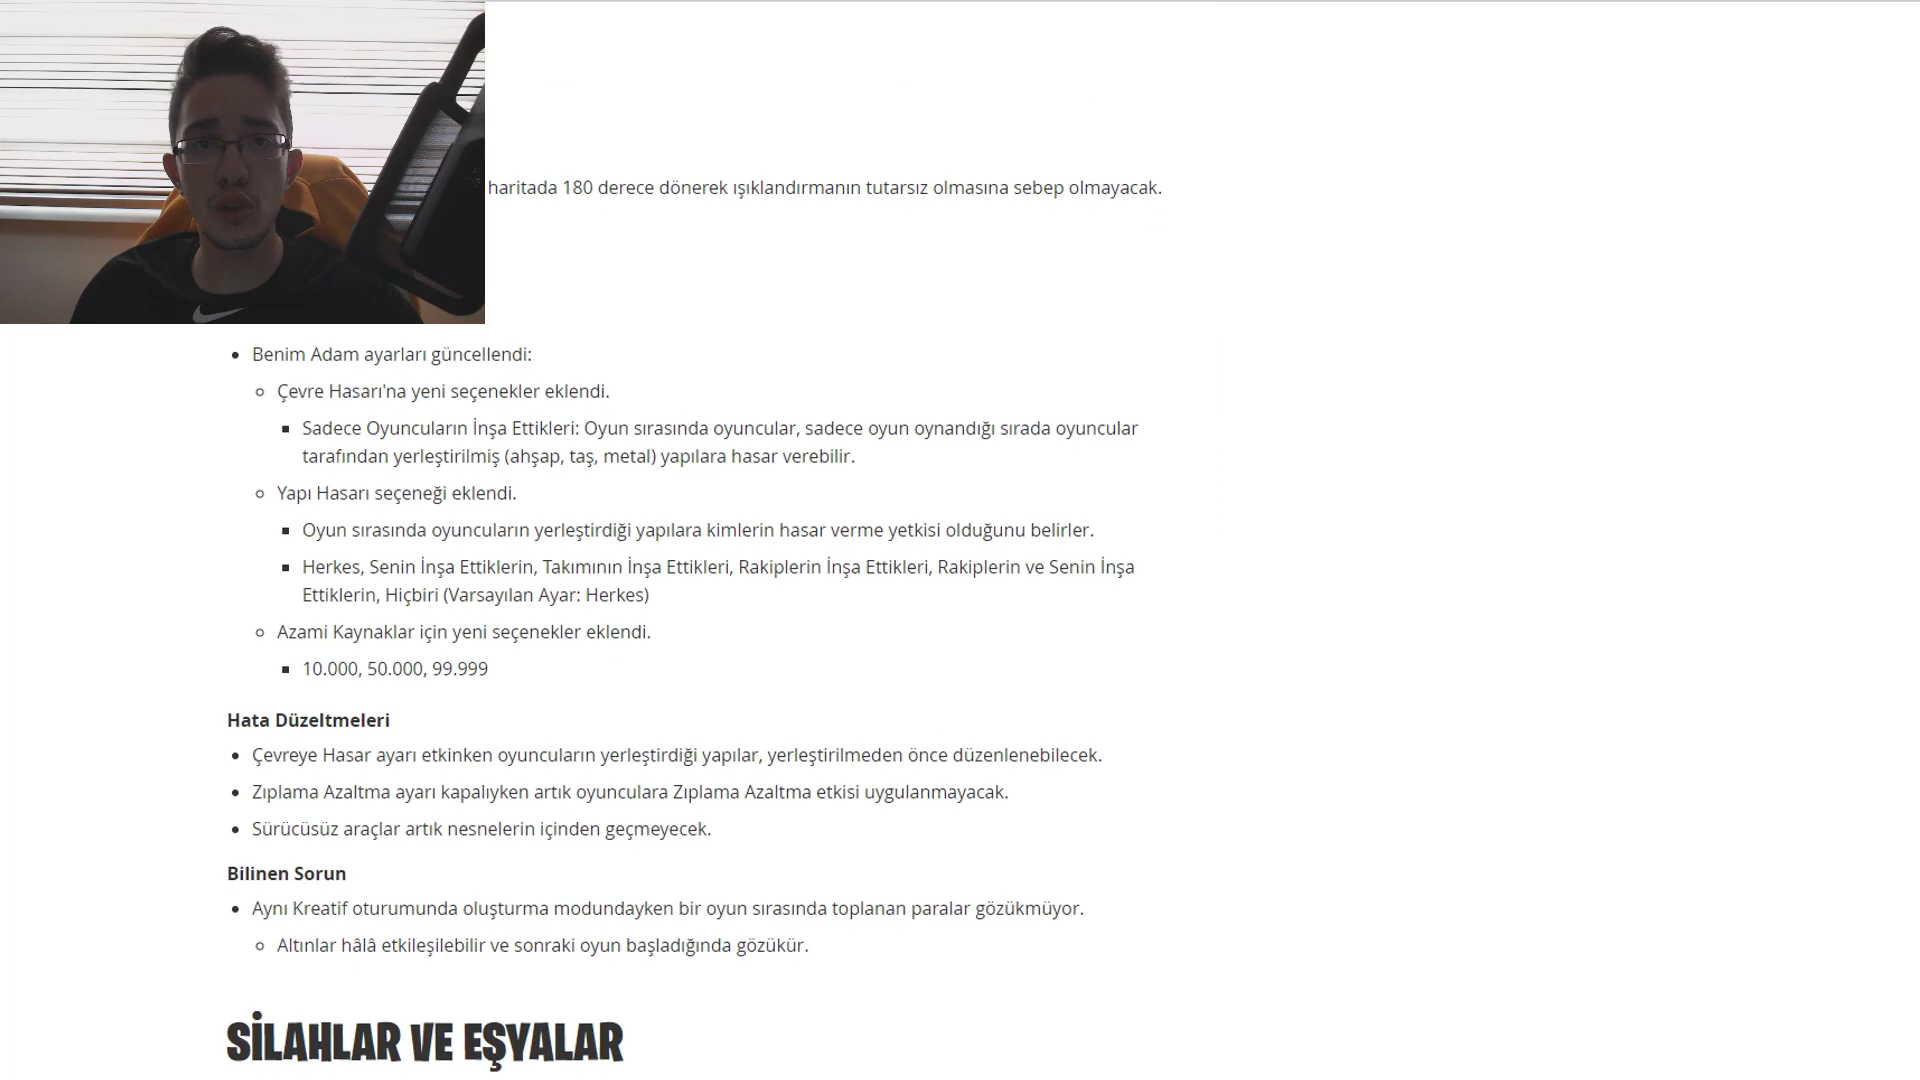 haritada 180 derece dönerek ışıklandırmanın tutarsız olmasına sebep olmayacak.
Benim Adam ayarları güncellendi:
Çevre Hasarı'na yeni seçenekler eklendi.
Sadece Oyuncuların İnşa Ettikleri: Oyun sırasında oyuncular, sadece oyun oynandığı sırada oyuncular
tarafından yerleştirilmiş (ahşap, taş, metal) yapılara hasar verebilir.
Yapı Hasarı seçeneği eklendi.
Oyun sırasında oyuncuların yerleştirdiği yapılara kimlerin hasar verme yetkisi olduğunu belirler.
Herkes, Senin İnşa Ettiklerin, Takımının İnşa Ettikleri, Rakiplerin İnşa Ettikleri, Rakiplerin ve Senin İnşa
Ettiklerin, Hiçbiri (Varsayılan Ayar: Herkes)
Azami Kaynaklar için yeni seçenekler eklendi.
10.000, 50.000, 99.999
Hata Düzeltmeleri
Çevreye Hasar ayarı etkinken oyuncuların yerleştirdiği yapılar, yerleştirilmeden önce düzenlenebilecek.
Zıplama Azaltma ayarı kapalıyken artık oyunculara Zıplama Azaltma etkisi uygulanmayacak.
Sürücüsüz araçlar artık nesnelerin içinden geçmeyecek.
Bilinen Sorun
Aynı Kreatif oturumunda oluşturma modundayken bir oyun sırasında toplanan paralar gözükmüyor.
Altınlar hâlâ etkileşilebilir ve sonraki oyun başladığında gözükür.
SİLAHLAR VE EŞYALAR